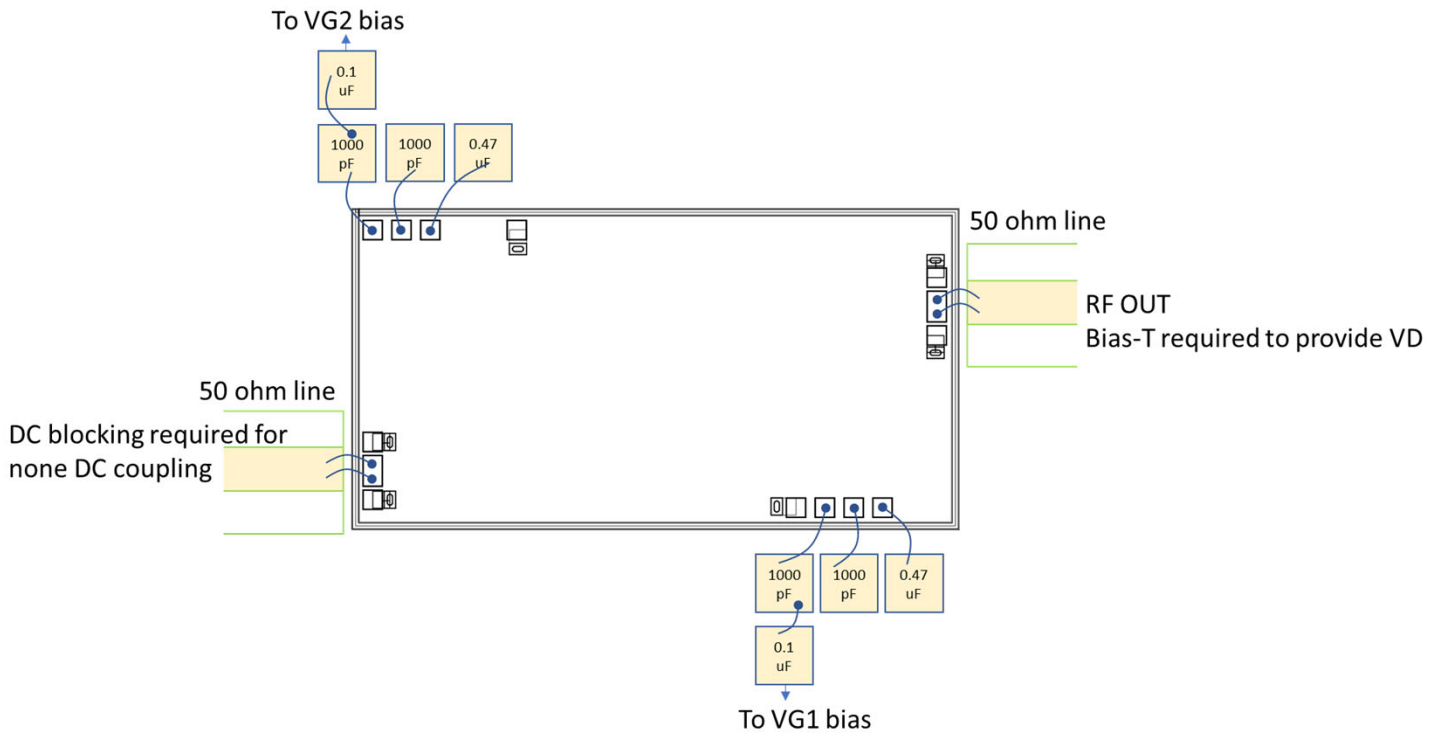 To VG2 bias
0.1
uF
1000
pF
1000
pF
0.47
uF
50 ohm line
RF OUT
Bias-T required to provide VD
50 ohm line
DC blocking required for
none DC coupling
1000
pF
1000
pF
0.47
uF
0.1
uF
To VG1 bias